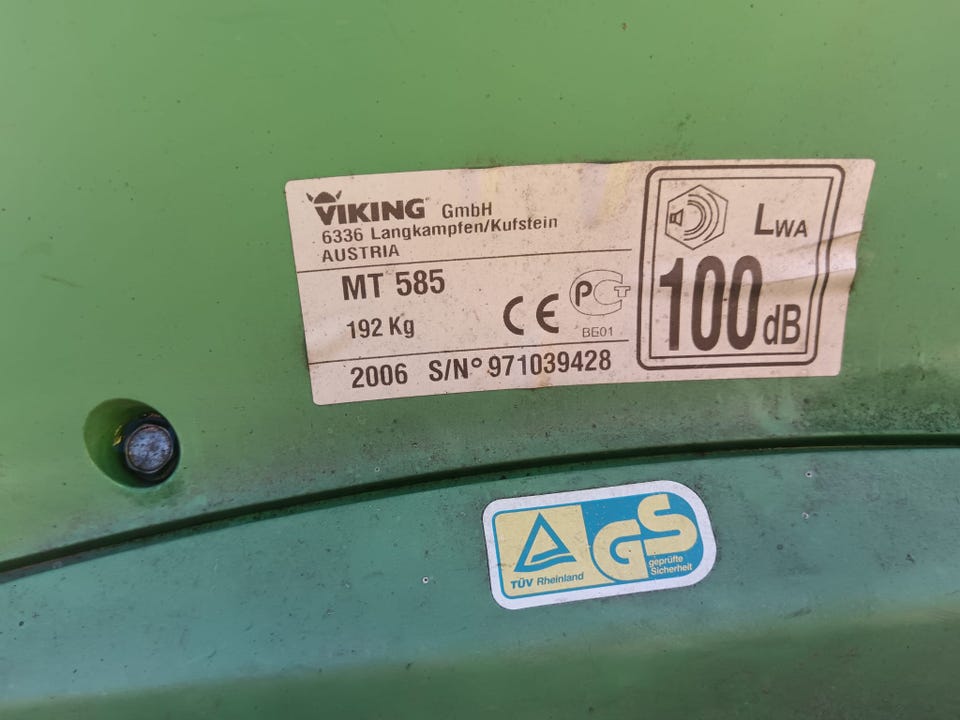 VIKING GmbH
6336 Langkampfen/Kufstein
AUSTRIA
MT 585
192 Kg
CE
PCT
BE01
2006 S/N° 971039428
LWA
100 dB
TÜV Rheinland
GS
geprüfte
Sicherheit